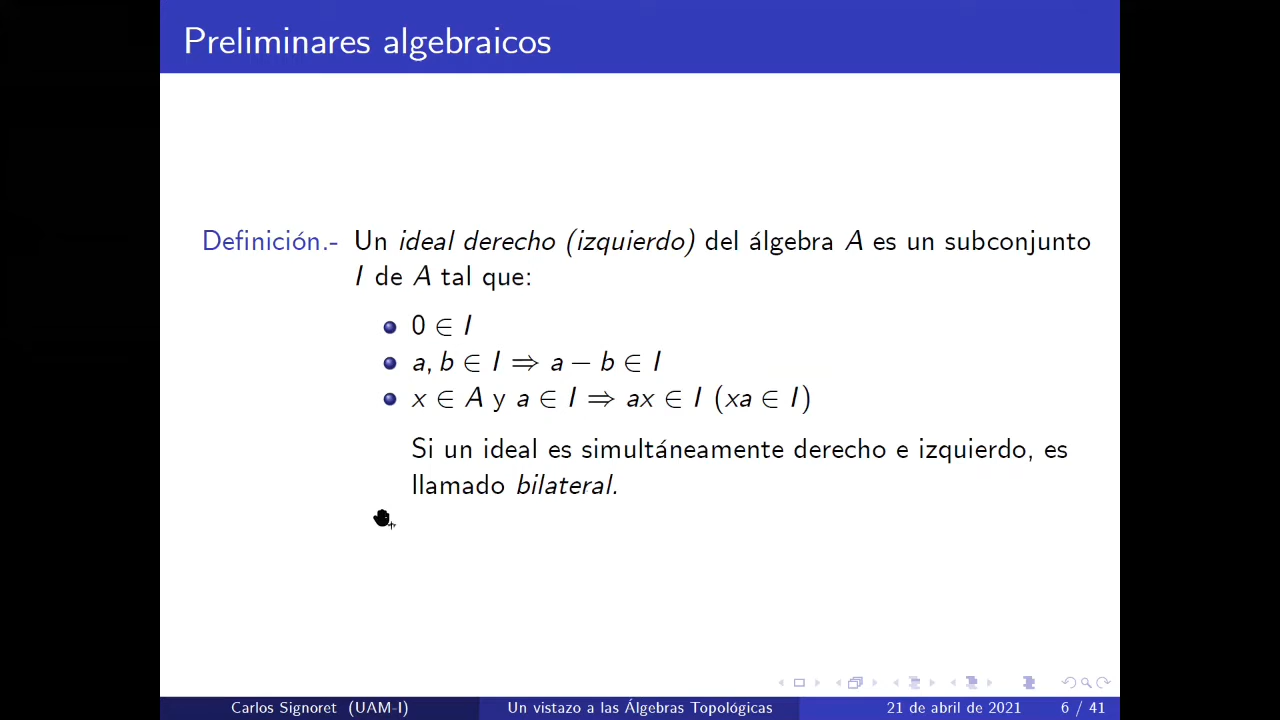 Preliminares algebraicos
Definición.- Un ideal derecho (izquierdo) del álgebra A es un subconjunto
I de A tal que:
0 ∈ I
a, b ∈ I ⇒ a − b ∈ I
x ∈ A y a ∈ I ⇒ ax ∈ I (xa ∈ I)
Si un ideal es simultáneamente derecho e izquierdo, es
llamado bilateral.
Carlos Signoret (UAM-I) Un vistazo a las Álgebras Topológicas 21 de abril de 2021 6 / 41